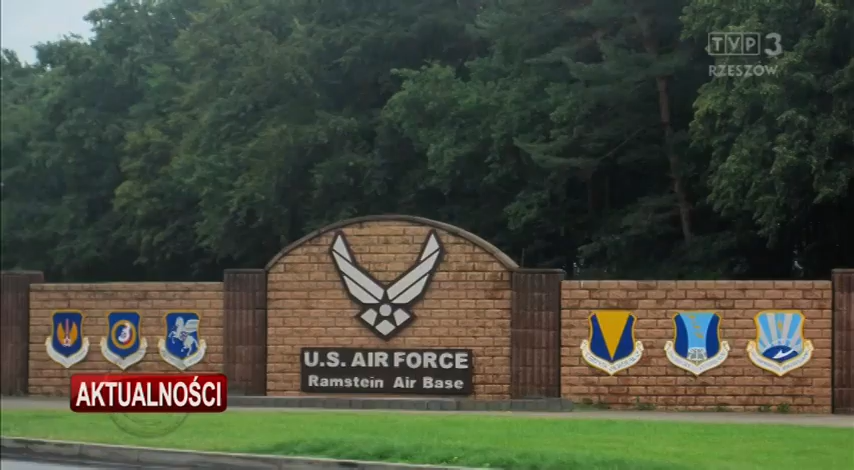 TVP3
RZESZÓW
U.S. AIR FORCE
Ramstein Air Base
AKTUALNOŚCI